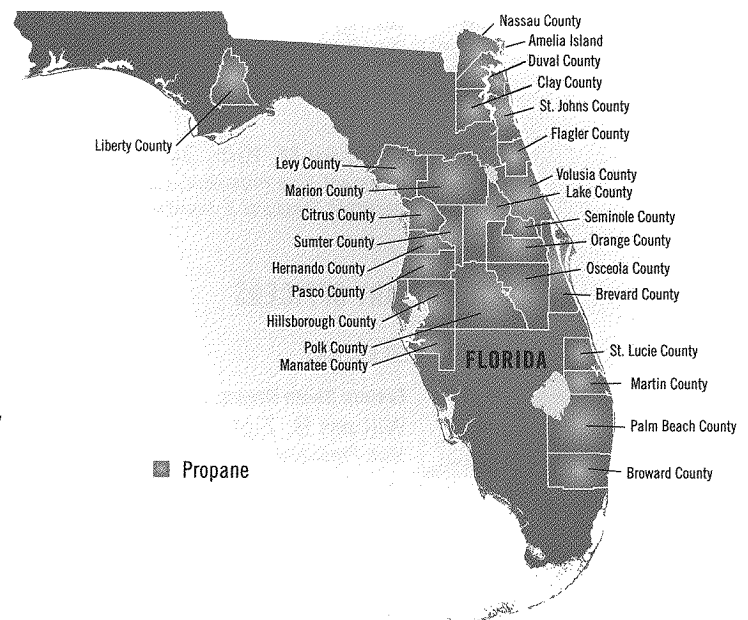 Nassau County
Amelia Island
Duval County
Clay County
St. Johns County
Flagler County
Liberty County
Levy County
Volusia County
Marion County
Lake County
Citrus County
Seminole County
Sumter County
Orange County
Hernando County
Osceola County
Pasco County
Brevard County
Hillsborough County
Polk County
St. Lucie County
Manatee County
FLORIDA
Martin County
Palm Beach County
Propane
Broward County